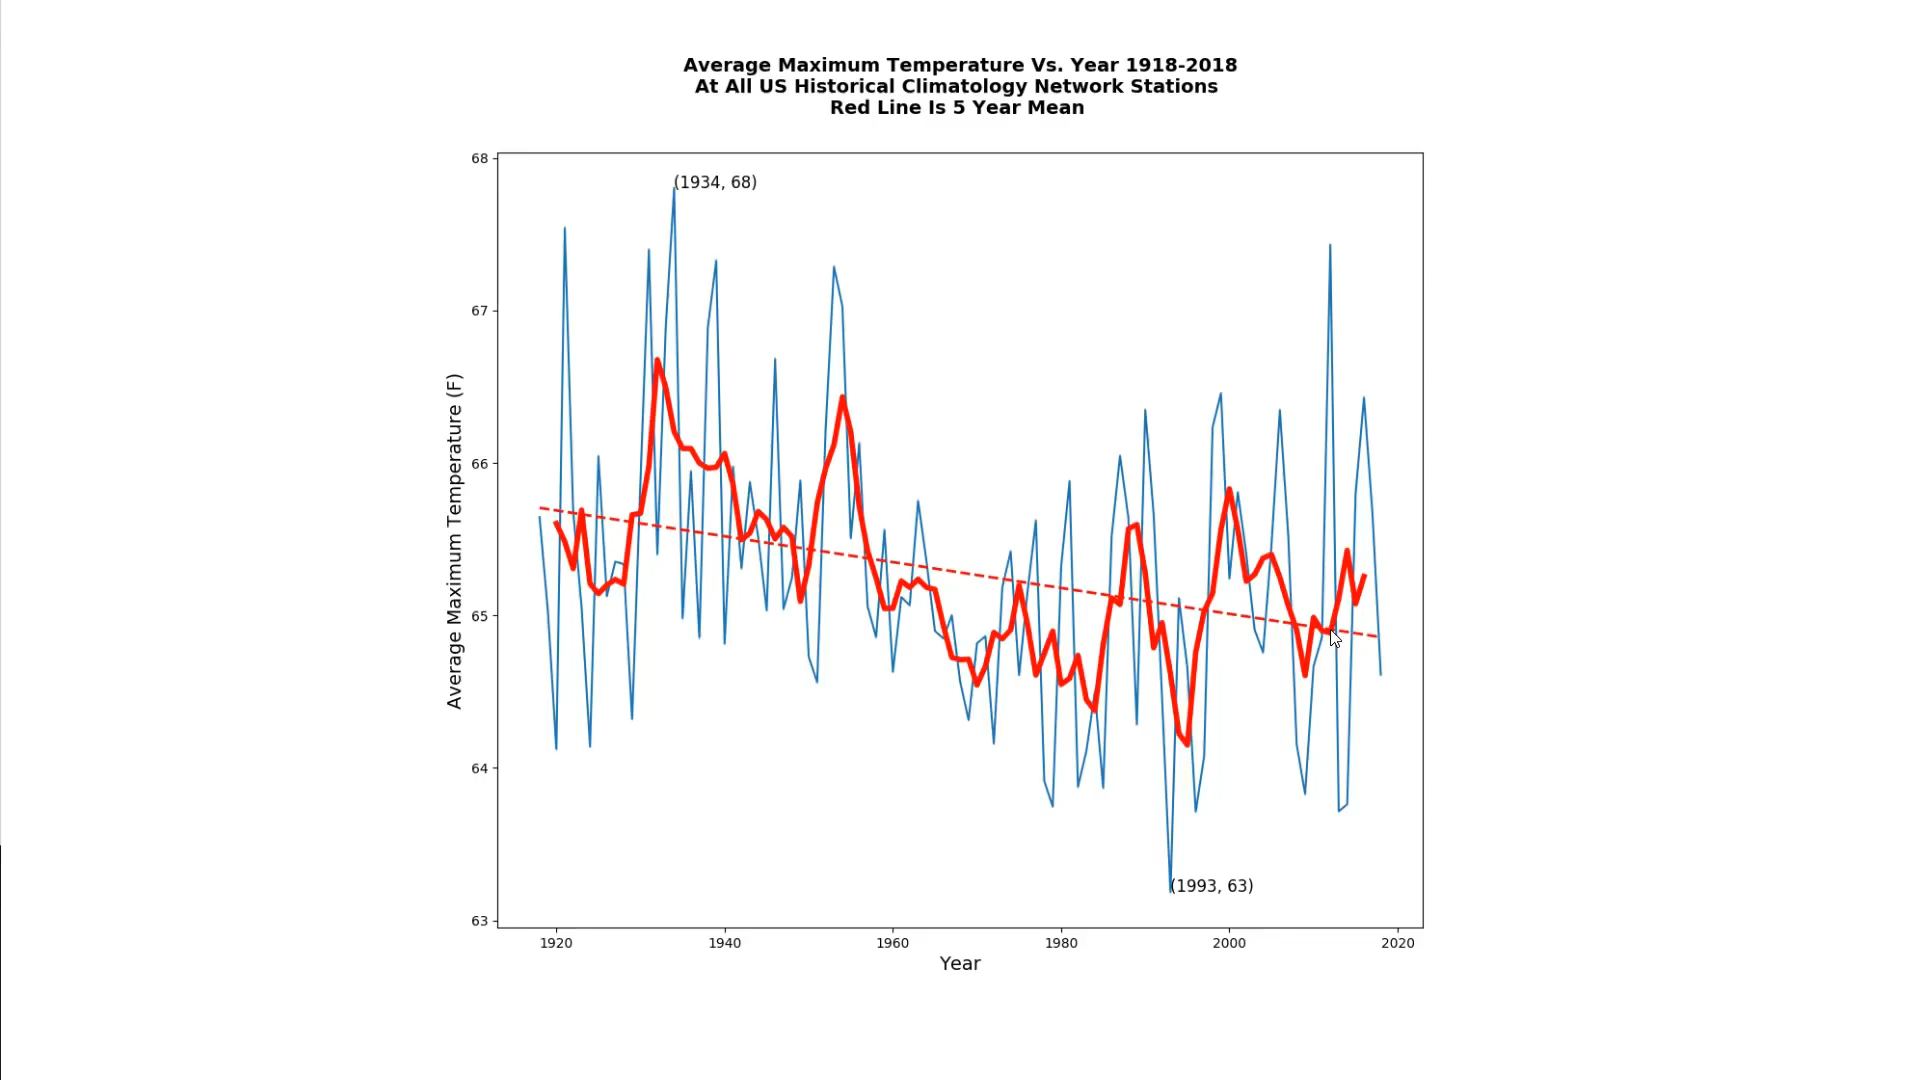 Average Maximum Temperature Vs. Year 1918-2018
At All US Historical Climatology Network Stations
Red Line Is 5 Year Mean
68
(1934, 68)
67
66
Average Maximum Temperature (F)
65
64
(1993, 63)
63
1920 1940 1960 1980 2000 2020
Year